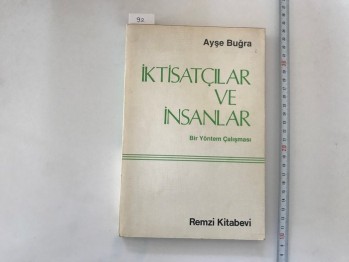 92
Ayşe Buğra
İKTİSATÇILAR
VE
İNSANLAR
Bir Yöntem Çalışması
Remzi Kitabevi